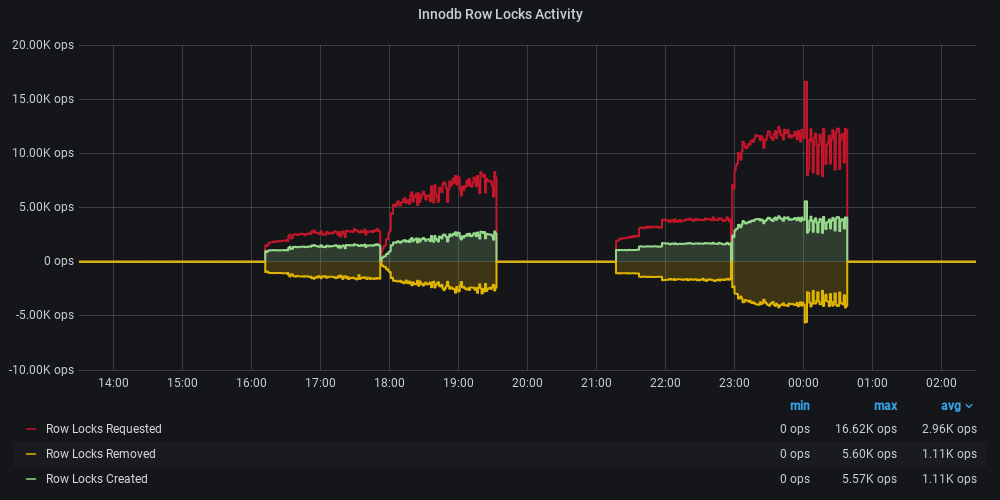 Innodb Row Locks Activity
20.00K ops
15.00K ops
10.00K ops
5.00K ops
0 ops
-5.00K ops
-10.00K ops
14:00 15:00 16:00 17:00 18:00 19:00 20:00 21:00 22:00 23:00 00:00 01:00 02:00
min max avg
Row Locks Requested 0 ops 16.62K ops 2.96K ops
Row Locks Removed 0 ops 5.60K ops 1.11K ops
Row Locks Created 0 ops 5.57K ops 1.11K ops